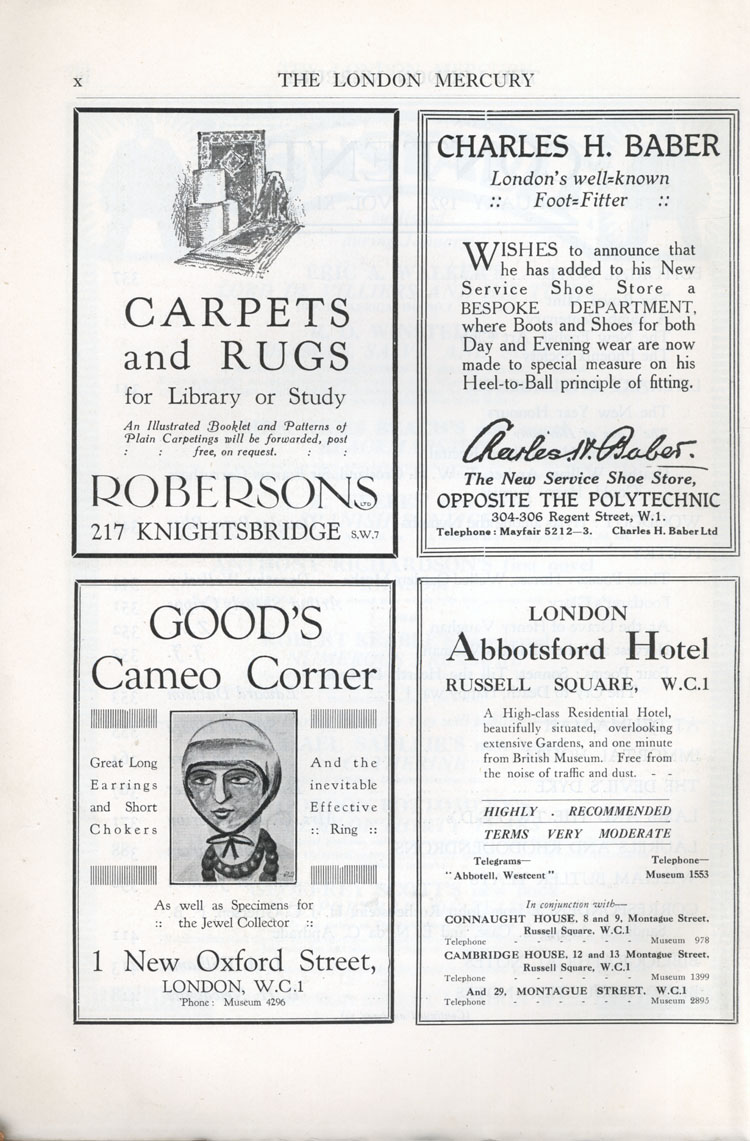 x
THE LONDON MERCURY
CARPETS
and RUGS
for Library or Study
An Illustrated Booklet and Patterns of
Plain Carpetings will be forwarded, post
: : free, on request. : :
ROBERSONS LTD
217 KNIGHTSBRIDGE S.W.7
CHARLES H. BABER
London's well=known
:: Foot=Fitter ::
WISHES to announce that
he has added to his New
Service Shoe Store a
BESPOKE DEPARTMENT,
where Boots and Shoes for both
Day and Evening wear are now
made to special measure on his
Heel-to-Ball principle of fitting.
Charles H. Baber.
The New Service Shoe Store,
OPPOSITE THE POLYTECHNIC
304-306 Regent Street, W.1.
Telephone: Mayfair 5212—3. Charles H. Baber Ltd
GOOD'S
Cameo Corner
Great Long
Earrings
and Short
Chokers
And the
inevitable
Effective
:: Ring ::
As well as Specimens for
:: the Jewel Collector ::
1 New Oxford Street,
LONDON, W.C.1
'Phone: Museum 4296
LONDON
Abbotsford Hotel
RUSSELL SQUARE, W.C.1
A High-class Residential Hotel,
beautifully situated, overlooking
extensive Gardens, and one minute
from British Museum. Free from
the noise of traffic and dust. - -
HIGHLY - RECOMMENDED
TERMS VERY MODERATE
Telegrams— Telephone—
"Abbotell, Westcent" Museum 1553
In conjunction with—
CONNAUGHT HOUSE, 8 and 9, Montague Street,
Russell Square, W.C.1
Telephone - - - - - - Museum 978
CAMBRIDGE HOUSE, 12 and 13 Montague Street,
Russell Square, W.C.1
Telephone - - - - - - Museum 1399
And 29, MONTAGUE STREET, W.C.1
Telephone - - - - - - Museum 2895